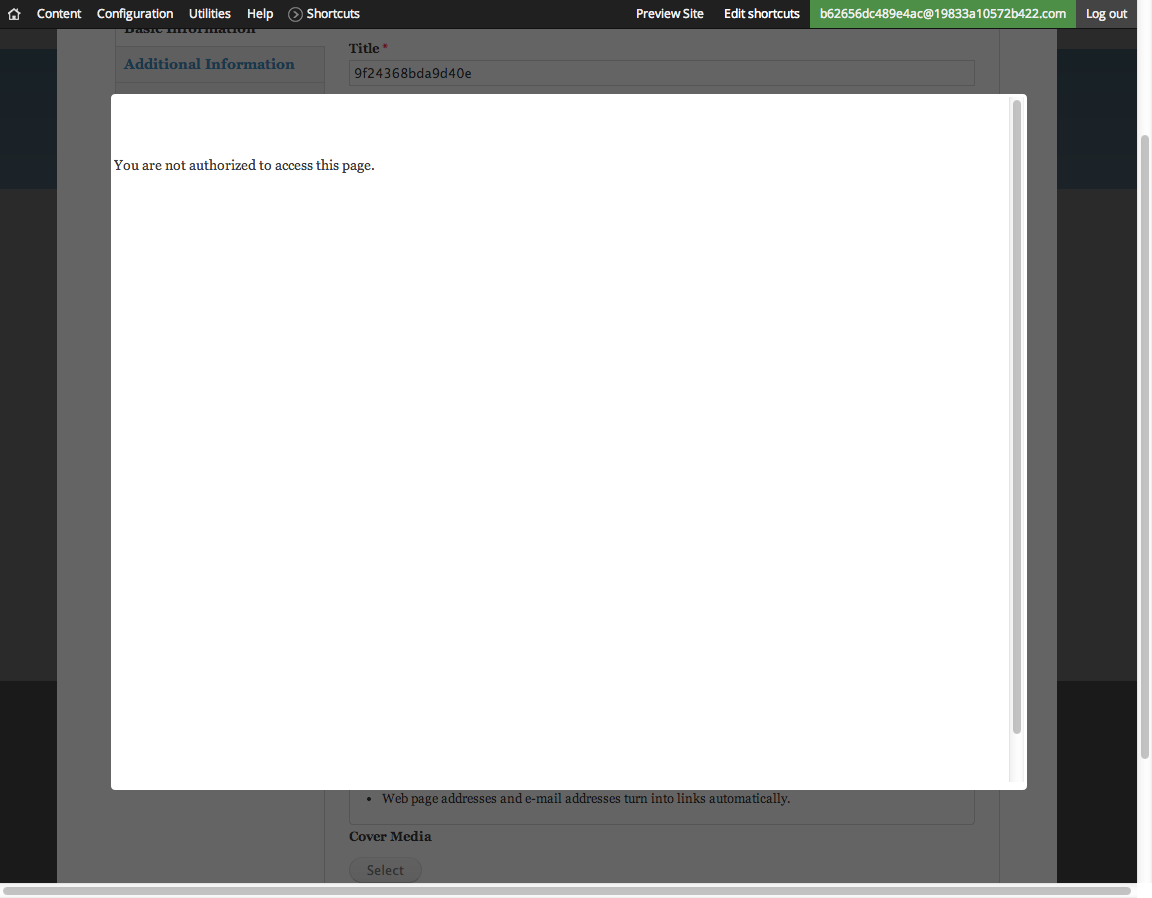 Content Configuration Utilities Help Shortcuts Preview Site Edit shortcuts b62656dc489e4ac@19833a10572b422.com Log out
Basic Information
Title *
Additional Information
9f24368bda9d40e
You are not authorized to access this page.
• Web page addresses and e-mail addresses turn into links automatically.
Cover Media
Select